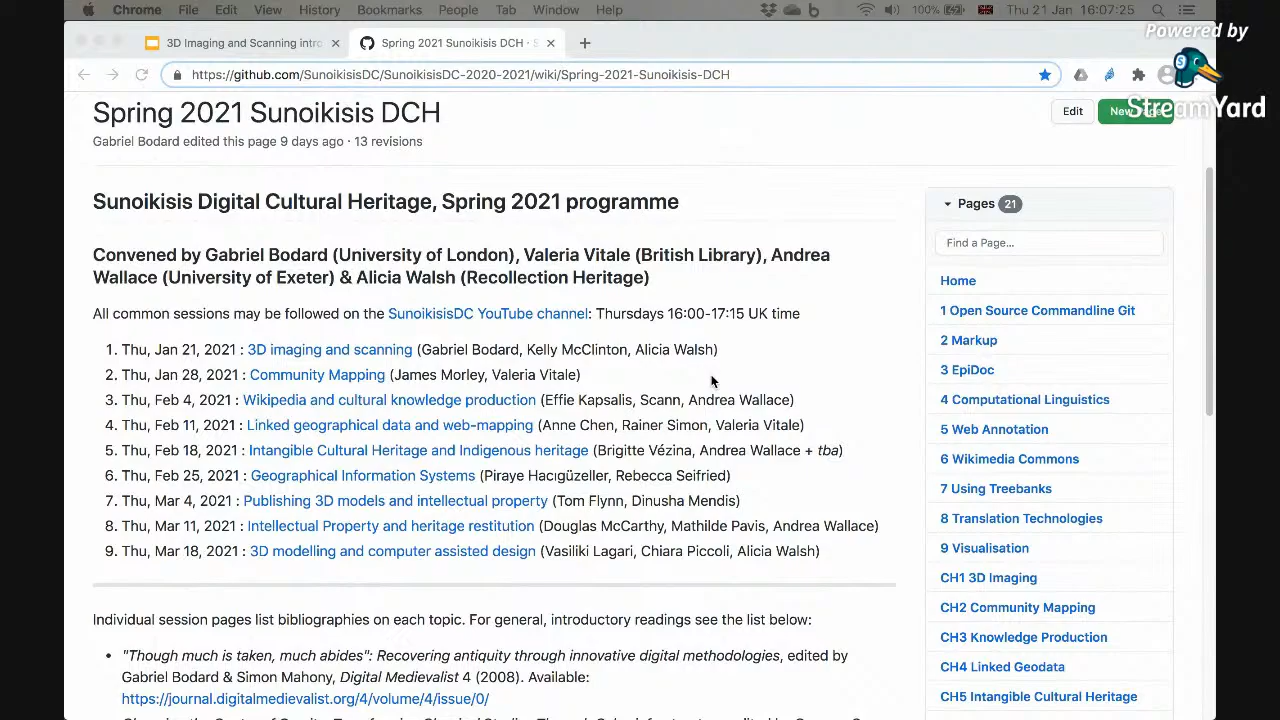 Chrome File Edit View History Bookmarks People Tab Window Help 100% Thu 21 Jan 16:07:25
Powered by
StreamYard
3D Imaging and Scanning intro
Spring 2021 Sunoikisis DCH · S
https://github.com/SunoikisisDC/SunoikisisDC-2020-2021/wiki/Spring-2021-Sunoikisis-DCH
Spring 2021 Sunoikisis DCH
Edit
Gabriel Bodard edited this page 9 days ago · 13 revisions
Sunoikisis Digital Cultural Heritage, Spring 2021 programme
Convened by Gabriel Bodard (University of London), Valeria Vitale (British Library), Andrea
Wallace (University of Exeter) & Alicia Walsh (Recollection Heritage)
All common sessions may be followed on the SunoikisisDC YouTube channel: Thursdays 16:00-17:15 UK time
1. Thu, Jan 21, 2021 : 3D imaging and scanning (Gabriel Bodard, Kelly McClinton, Alicia Walsh)
2. Thu, Jan 28, 2021 : Community Mapping (James Morley, Valeria Vitale)
3. Thu, Feb 4, 2021 : Wikipedia and cultural knowledge production (Effie Kapsalis, Scann, Andrea Wallace)
4. Thu, Feb 11, 2021 : Linked geographical data and web-mapping (Anne Chen, Rainer Simon, Valeria Vitale)
5. Thu, Feb 18, 2021 : Intangible Cultural Heritage and Indigenous heritage (Brigitte Vézina, Andrea Wallace + tba)
6. Thu, Feb 25, 2021 : Geographical Information Systems (Piraye Hacıgüzeller, Rebecca Seifried)
7. Thu, Mar 4, 2021 : Publishing 3D models and intellectual property (Tom Flynn, Dinusha Mendis)
8. Thu, Mar 11, 2021 : Intellectual Property and heritage restitution (Douglas McCarthy, Mathilde Pavis, Andrea Wallace)
9. Thu, Mar 18, 2021 : 3D modelling and computer assisted design (Vasiliki Lagari, Chiara Piccoli, Alicia Walsh)
Individual session pages list bibliographies on each topic. For general, introductory readings see the list below:
• "Though much is taken, much abides": Recovering antiquity through innovative digital methodologies, edited by
Gabriel Bodard & Simon Mahony, Digital Medievalist 4 (2008). Available:
https://journal.digitalmedievalist.org/4/volume/4/issue/0/
Pages 21
Find a Page...
Home
1 Open Source Commandline Git
2 Markup
3 EpiDoc
4 Computational Linguistics
5 Web Annotation
6 Wikimedia Commons
7 Using Treebanks
8 Translation Technologies
9 Visualisation
CH1 3D Imaging
CH2 Community Mapping
CH3 Knowledge Production
CH4 Linked Geodata
CH5 Intangible Cultural Heritage